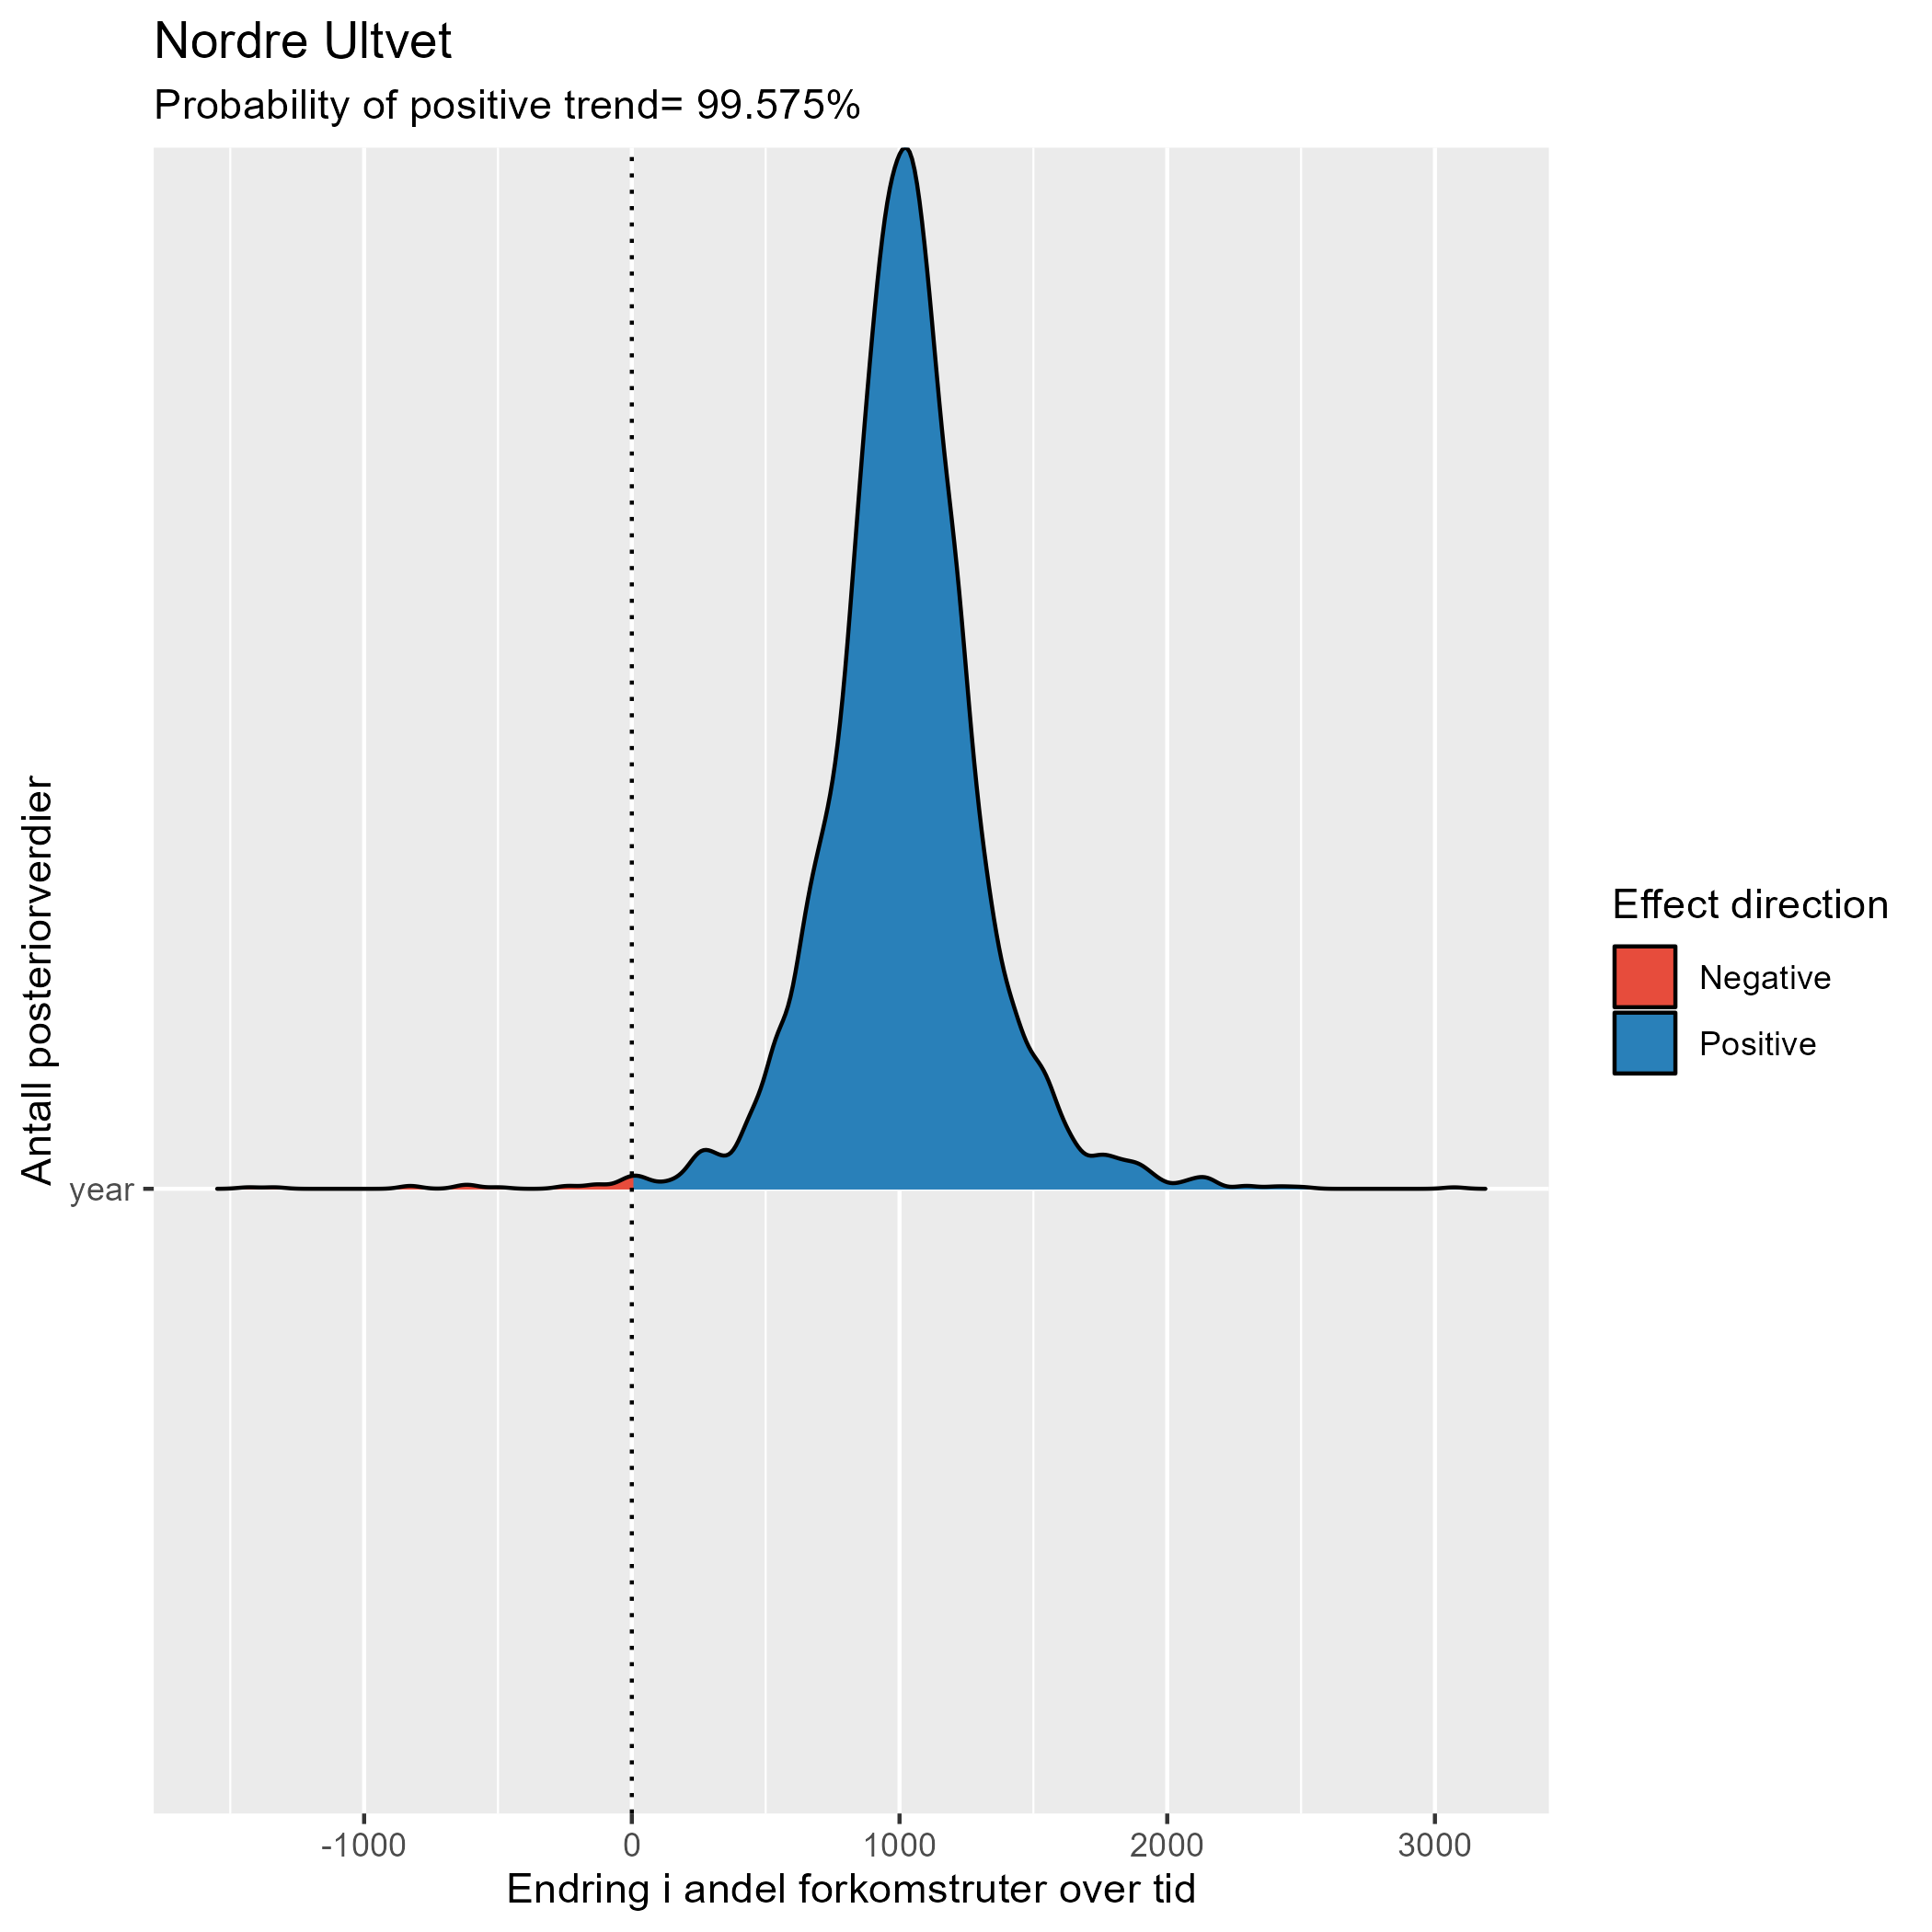 Nordre Ultvet
Probability of positive trend= 99.575%
Antall posteriorverdier
year
Effect direction
Negative
Positive
-1000 0 1000 2000 3000
Endring i andel forkomstruter over tid